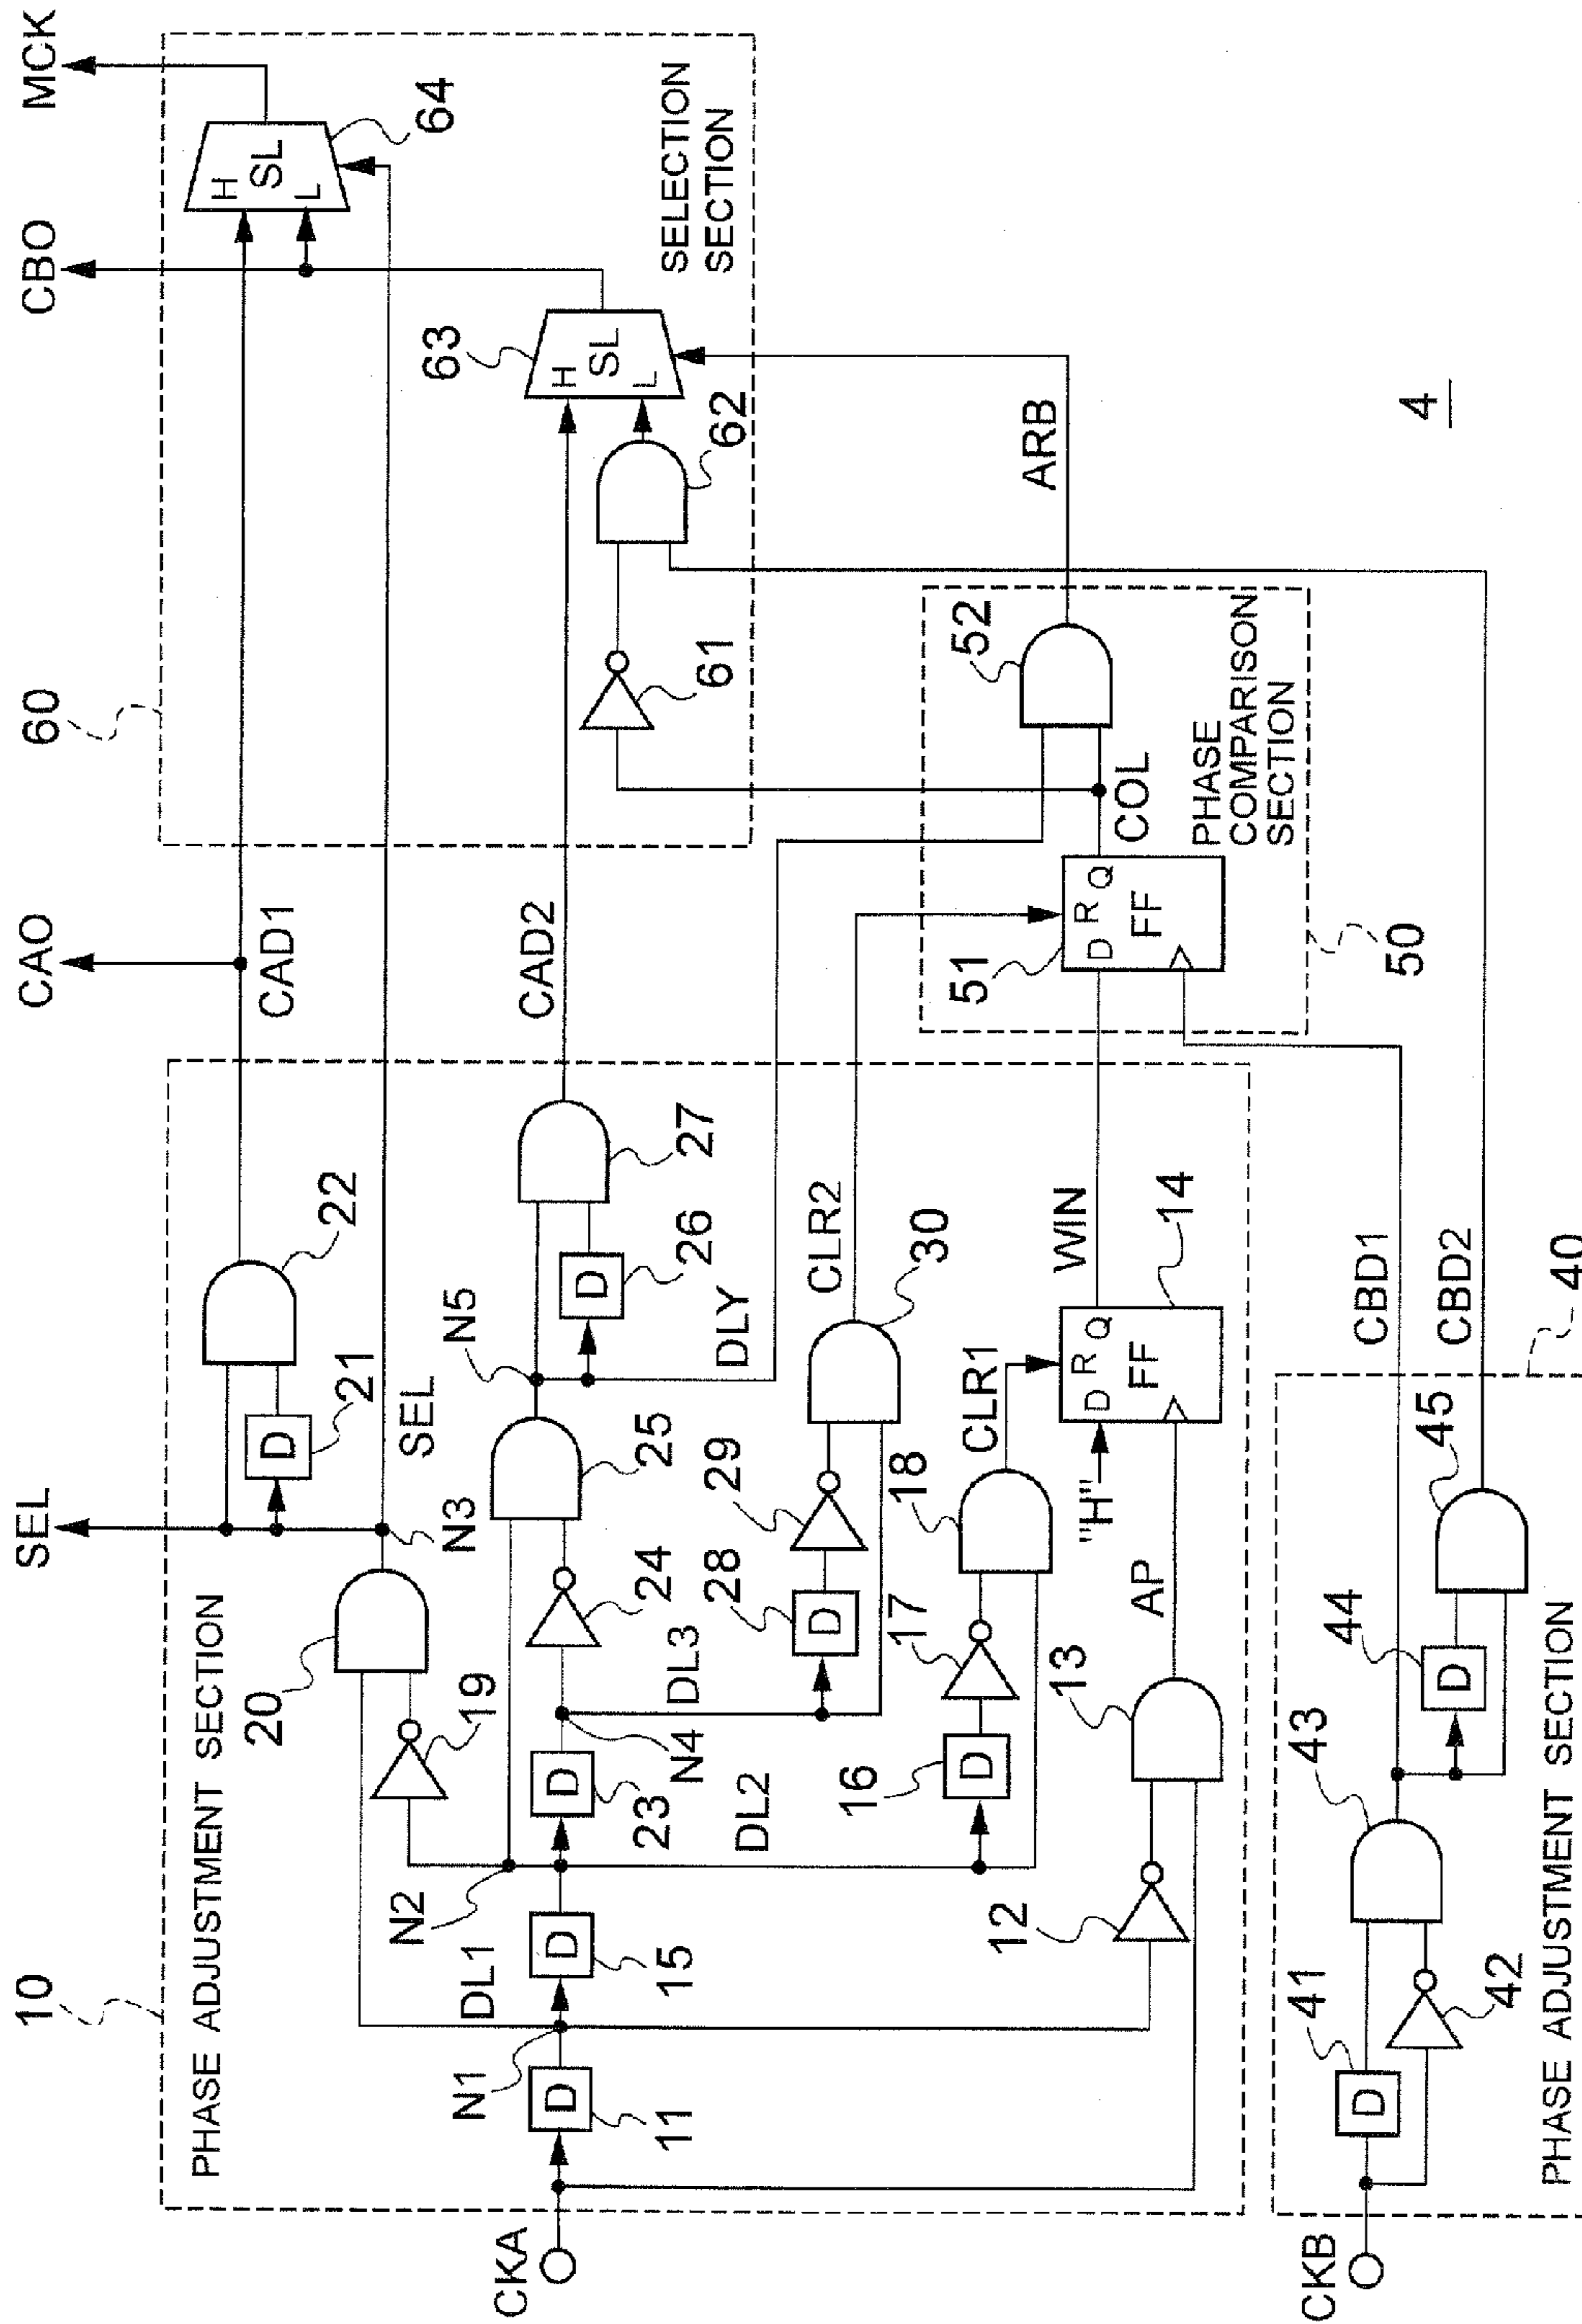 SEL
CAO
CBO
MCK
10
PHASE ADJUSTMENT SECTION
60
20
19
N3
SEL
21
22
CAD1
H
SL
L
64
63
H
SL
L
62
61
SELECTION
SECTION
CKA
D
11
N1
DL1
D
15
N2
D
23
N4
DL2
DL3
24
25
N5
D
26
27
DLY
CAD2
D
28
29
30
CLR2
D
16
17
18
CLR1
12
13
AP
"H"
D R Q
FF
14
WIN
51
D R Q
FF
COL
52
ARB
PHASE
COMPARISON
SECTION
50
4
CKB
D
41
42
43
D
44
45
CBD1
CBD2
40
PHASE ADJUSTMENT SECTION